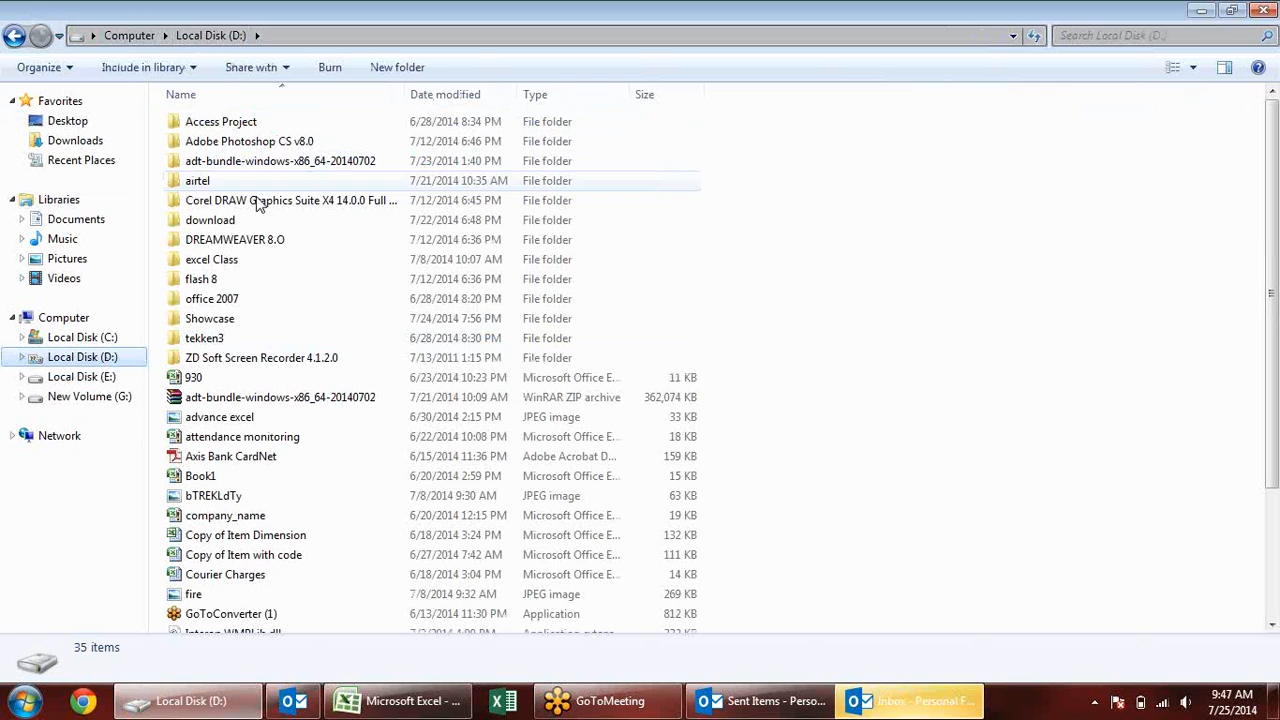 Computer Local Disk (D:) Search Local Disk (D:)
Organize Include in library Share with Burn New folder
Name Date modified Type Size
Favorites
Desktop
Downloads
Recent Places
Libraries
Documents
Music
Pictures
Videos
Computer
Local Disk (C:)
Local Disk (D:)
Local Disk (E:)
New Volume (G:)
Network
Access Project 6/28/2014 8:34 PM File folder
Adobe Photoshop CS v8.0 7/12/2014 6:46 PM File folder
adt-bundle-windows-x86_64-20140702 7/23/2014 1:40 PM File folder
airtel 7/21/2014 10:35 AM File folder
Corel DRAW Graphics Suite X4 14.0.0 Full ... 7/12/2014 6:45 PM File folder
download 7/22/2014 6:48 PM File folder
DREAMWEAVER 8.O 7/12/2014 6:36 PM File folder
excel Class 7/8/2014 10:07 AM File folder
flash 8 7/12/2014 6:36 PM File folder
office 2007 6/28/2014 8:20 PM File folder
Showcase 7/24/2014 7:56 PM File folder
tekken3 6/28/2014 8:30 PM File folder
ZD Soft Screen Recorder 4.1.2.0 7/13/2011 1:15 PM File folder
930 6/23/2014 10:23 PM Microsoft Office E... 11 KB
adt-bundle-windows-x86_64-20140702 7/21/2014 10:09 AM WinRAR ZIP archive 362,074 KB
advance excel 6/30/2014 2:15 PM JPEG image 33 KB
attendance monitoring 6/22/2014 10:08 PM Microsoft Office E... 18 KB
Axis Bank CardNet 6/15/2014 11:36 PM Adobe Acrobat D... 159 KB
Book1 6/20/2014 2:59 PM Microsoft Office E... 15 KB
bTREKLdTy 7/8/2014 9:30 AM JPEG image 63 KB
company_name 6/20/2014 12:15 PM Microsoft Office E... 19 KB
Copy of Item Dimension 6/18/2014 3:24 PM Microsoft Office E... 132 KB
Copy of Item with code 6/27/2014 7:42 AM Microsoft Office E... 111 KB
Courier Charges 6/18/2014 3:04 PM Microsoft Office E... 14 KB
fire 7/8/2014 9:32 AM JPEG image 269 KB
GoToConverter (1) 6/13/2014 11:30 PM Application 812 KB
35 items
Local Disk (D:) Microsoft Excel - ... GoToMeeting Sent Items - Perso... Inbox - Personal F...
9:47 AM
7/25/2014